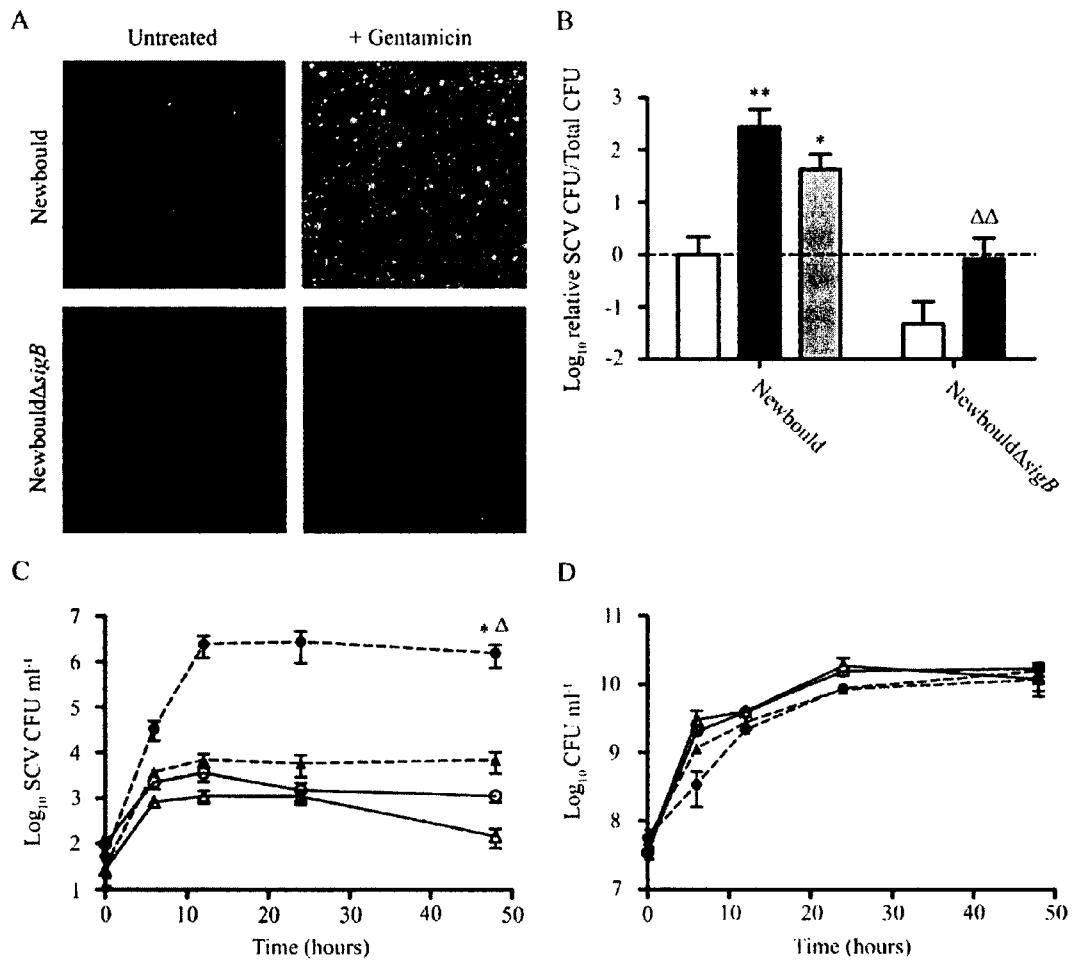 A
Untreated
+ Gentamicin
Newbould
NewbouldΔsigB
B
Log10 relative SCV CFU/Total CFU
3
2
1
0
-1
-2
**
*
ΔΔ
Newbould
NewbouldΔsigB
C
Log10 SCV CFU ml-1
7
6
5
4
3
2
1
* Δ
0
10
20
30
40
50
Time (hours)
D
Log10 CFU ml-1
11
10
9
8
7
0
10
20
30
40
50
Time (hours)